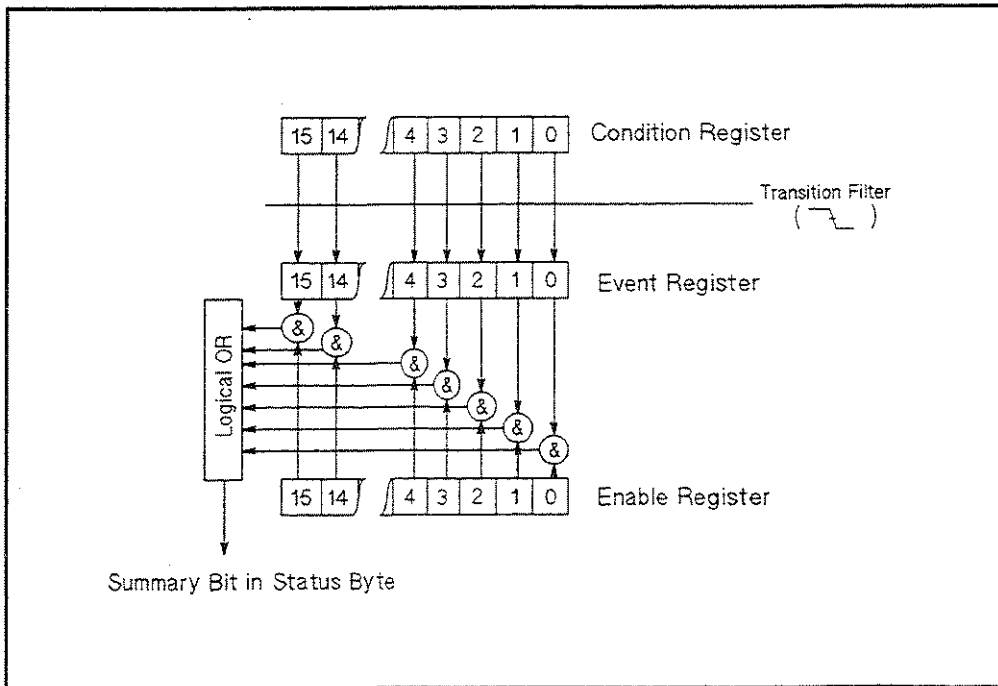 15 14 4 3 2 1 0 Condition Register
Transition Filter
( )
15 14 4 3 2 1 0 Event Register
& & & & & & &
Logical OR
15 14 4 3 2 1 0 Enable Register
Summary Bit in Status Byte